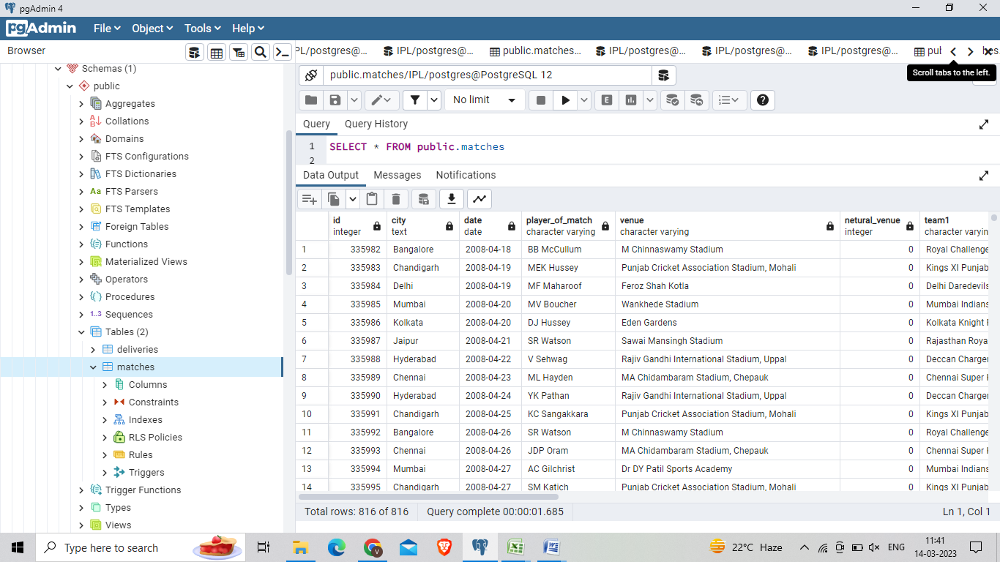 pgAdmin 4
pgAdmin File Object Tools Help
Browser
PL/postgres@... IPL/postgres@... public.matches... IPL/postgres@... IPL/postgres@... IPL/postgres@... pub hes.
Scroll tabs to the left.
public.matches/IPL/postgres@PostgreSQL 12
No limit
E
Query Query History
1 SELECT * FROM public.matches
2
Data Output Messages Notifications
Schemas (1)
public
Aggregates
Collations
Domains
FTS Configurations
FTS Dictionaries
Aa FTS Parsers
FTS Templates
Foreign Tables
Functions
Materialized Views
Operators
Procedures
1..3 Sequences
Tables (2)
deliveries
matches
Columns
Constraints
Indexes
RLS Policies
Rules
Triggers
Trigger Functions
Types
Views
id city date player_of_match venue netural_venue team1
integer text date character varying character varying integer character varyin
1 335982 Bangalore 2008-04-18 BB McCullum M Chinnaswamy Stadium 0 Royal Challenge
2 335983 Chandigarh 2008-04-19 MEK Hussey Punjab Cricket Association Stadium, Mohali 0 Kings XI Punjab
3 335984 Delhi 2008-04-19 MF Maharoof Feroz Shah Kotla 0 Delhi Daredevils
4 335985 Mumbai 2008-04-20 MV Boucher Wankhede Stadium 0 Mumbai Indians
5 335986 Kolkata 2008-04-20 DJ Hussey Eden Gardens 0 Kolkata Knight F
6 335987 Jaipur 2008-04-21 SR Watson Sawai Mansingh Stadium 0 Rajasthan Roya
7 335988 Hyderabad 2008-04-22 V Sehwag Rajiv Gandhi International Stadium, Uppal 0 Deccan Charger
8 335989 Chennai 2008-04-23 ML Hayden MA Chidambaram Stadium, Chepauk 0 Chennai Super K
9 335990 Hyderabad 2008-04-24 YK Pathan Rajiv Gandhi International Stadium, Uppal 0 Deccan Charger
10 335991 Chandigarh 2008-04-25 KC Sangakkara Punjab Cricket Association Stadium, Mohali 0 Kings XI Punjab
11 335992 Bangalore 2008-04-26 SR Watson M Chinnaswamy Stadium 0 Royal Challenge
12 335993 Chennai 2008-04-26 JDP Oram MA Chidambaram Stadium, Chepauk 0 Chennai Super K
13 335994 Mumbai 2008-04-27 AC Gilchrist Dr DY Patil Sports Academy 0 Mumbai Indians
14 335995 Chandigarh 2008-04-27 SM Katich Punjab Cricket Association Stadium, Mohali 0 Kings XI Punjab
Total rows: 816 of 816 Query complete 00:00:01.685 Ln 1, Col 1
Type here to search 22°C Haze ENG 11:41
14-03-2023